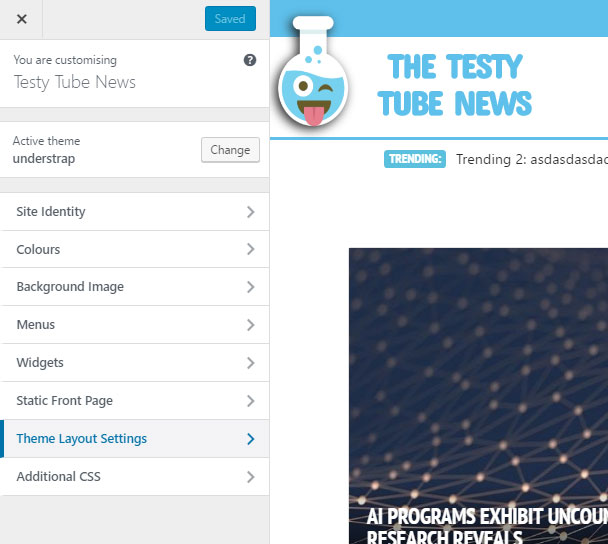 Saved
You are customising
Testy Tube News
Active theme
understrap
Change
Site Identity
Colours
Background Image
Menus
Widgets
Static Front Page
Theme Layout Settings
Additional CSS
THE TESTY
TUBE NEWS
TRENDING: Trending 2: asdasdasdad
AI PROGRAMS EXHIBIT UNCOUN
RESEARCH REVEALS